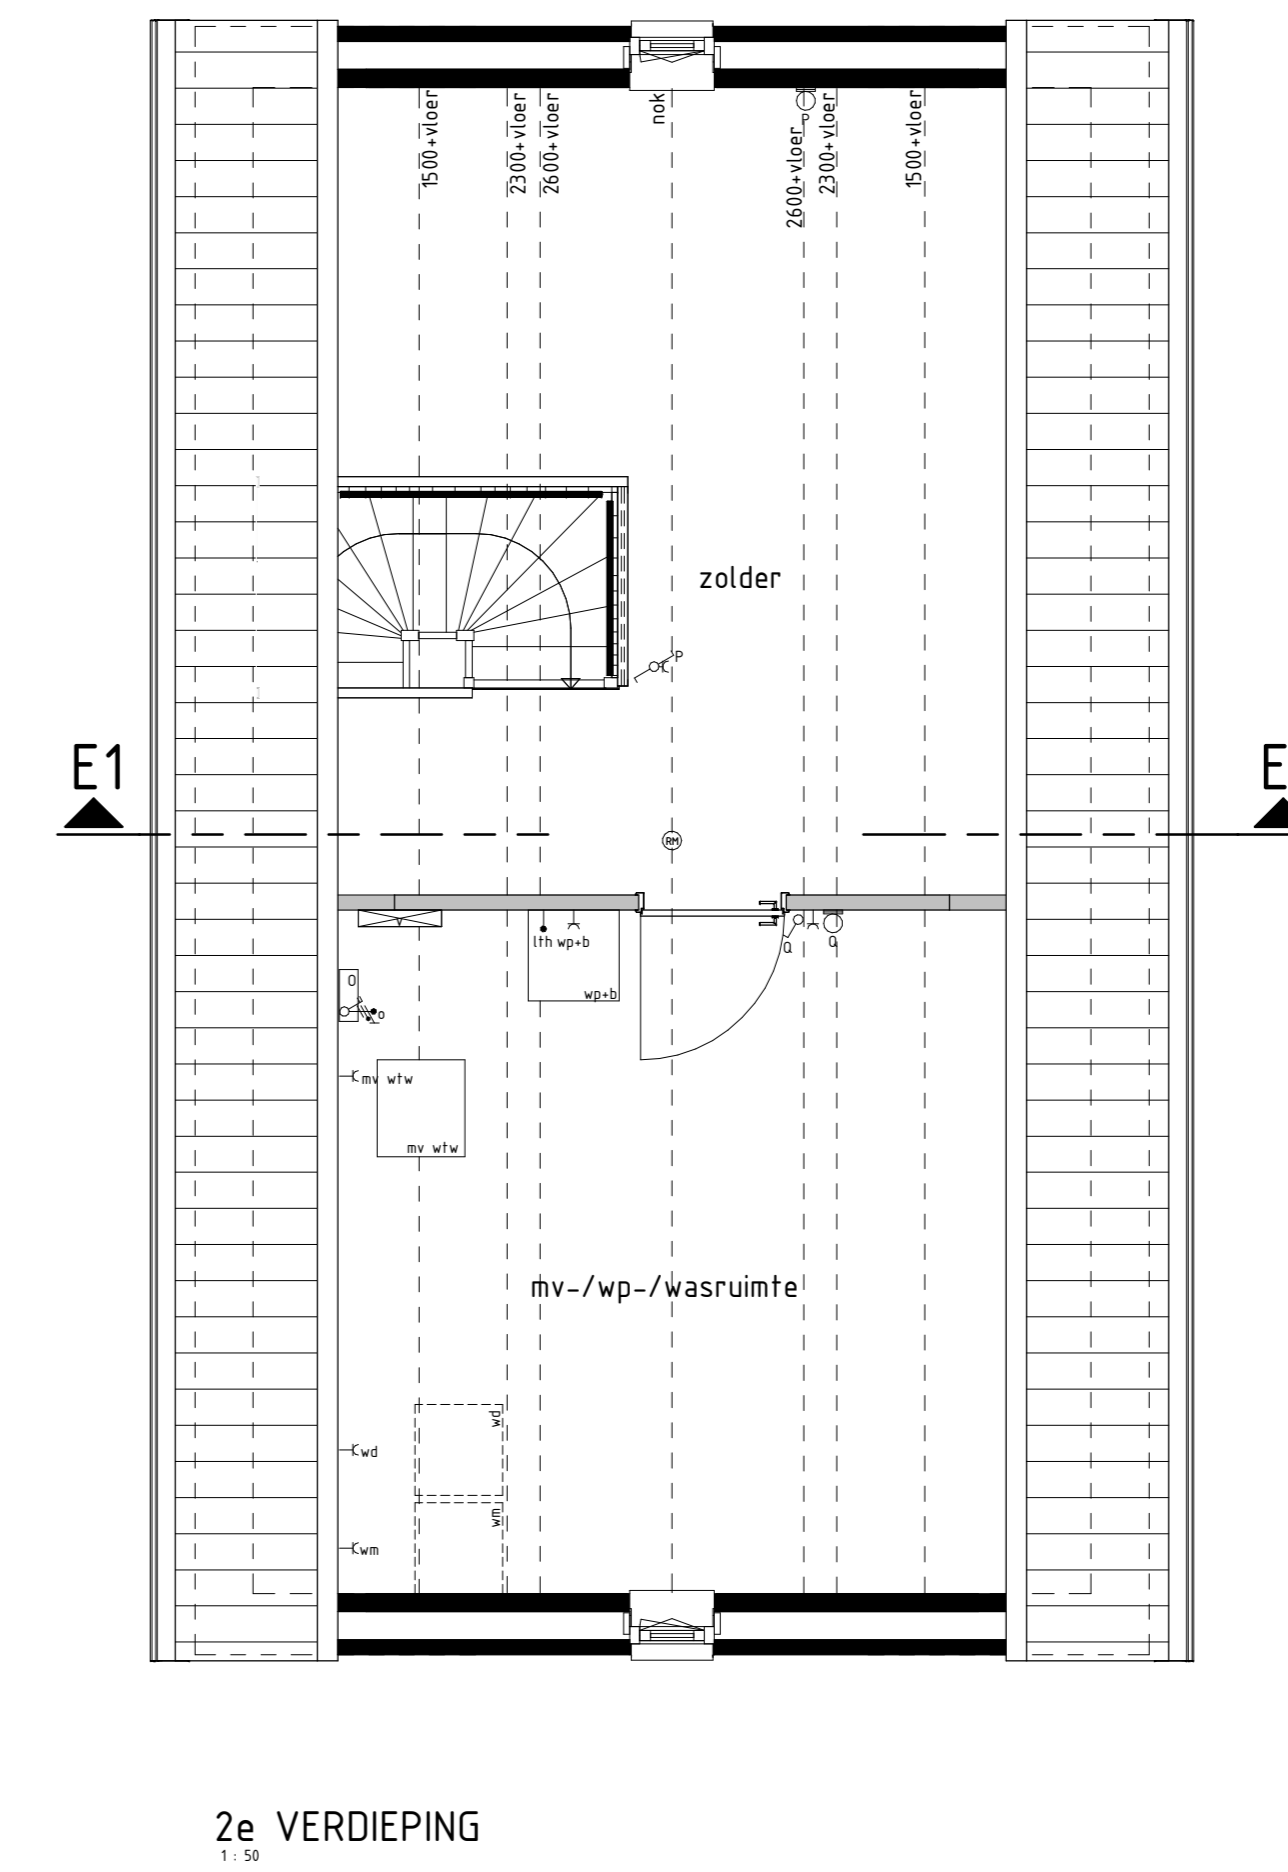 1500+vloer
2300+vloer
2600+vloer
nok
P
2600+vloer
2300+vloer
1500+vloer
zolder
P
E1
E
RM
lth wp+b
Q
Q
wp+b
O
o
mv wtw
mv wtw
mv-/wp-/wasruimte
wd
wd
wm
wm
2e VERDIEPING
1 : 50